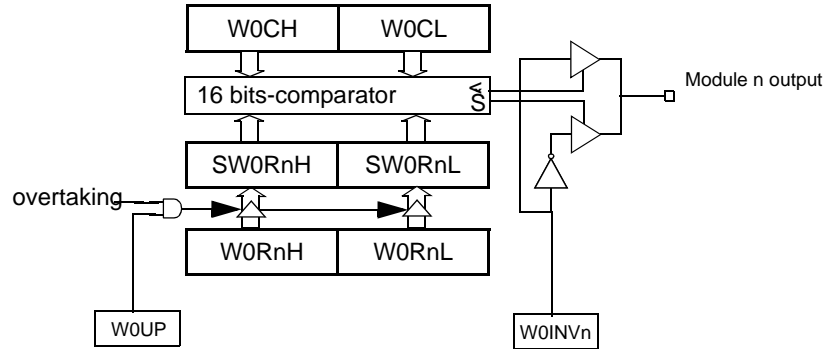 W0CH W0CL
16 bits-comparator < S
Module n output
SW0RnH SW0RnL
overtaking
W0RnH W0RnL
W0UP
W0INVn